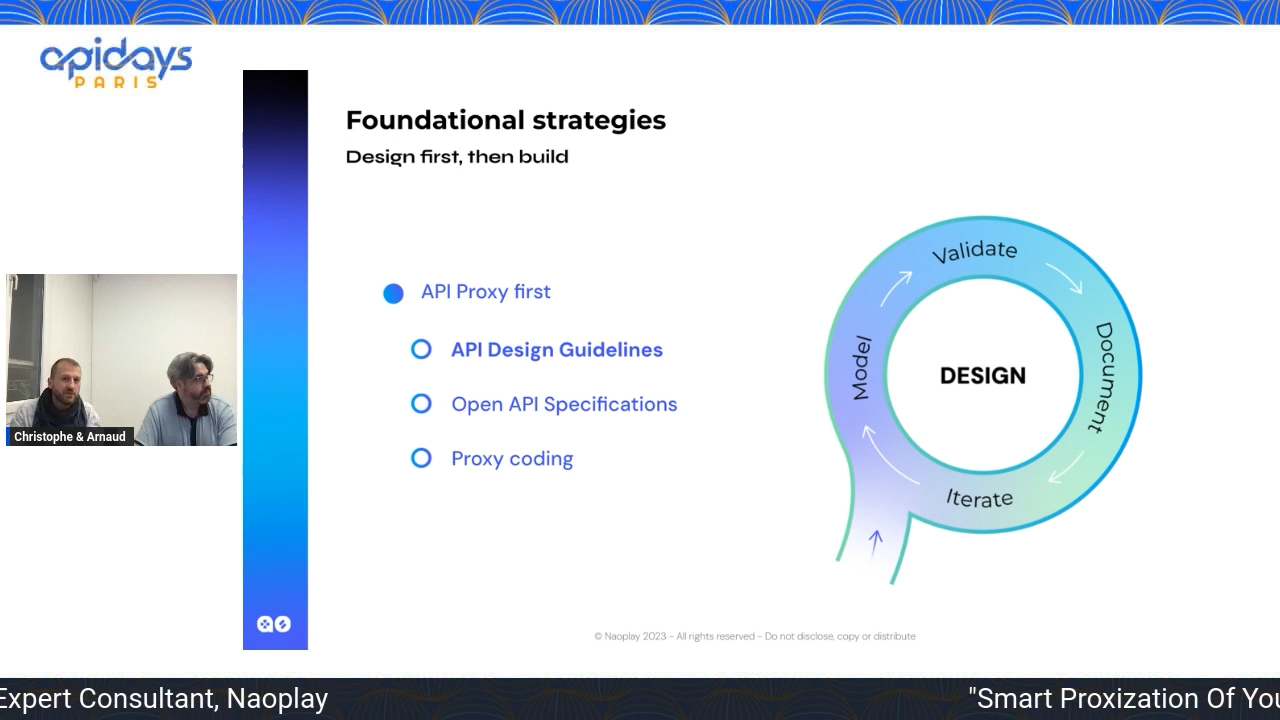 apidays
PARIS
Foundational strategies
Design first, then build
API Proxy first
API Design Guidelines
Open API Specifications
Proxy coding
Validate
Document
Iterate
Model
DESIGN
Christophe & Arnaud
© Naoplay 2023 - All rights reserved - Do not disclose, copy or distribute
Expert Consultant, Naoplay
"Smart Proxization Of You